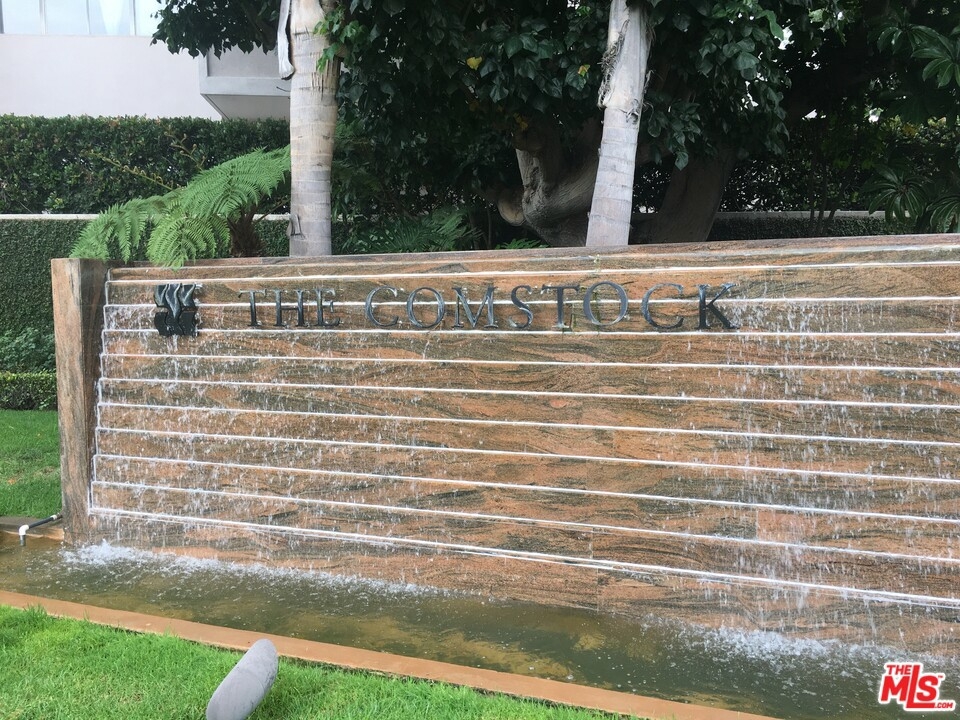 THE COMSTOCK
THE
MLS
.COM